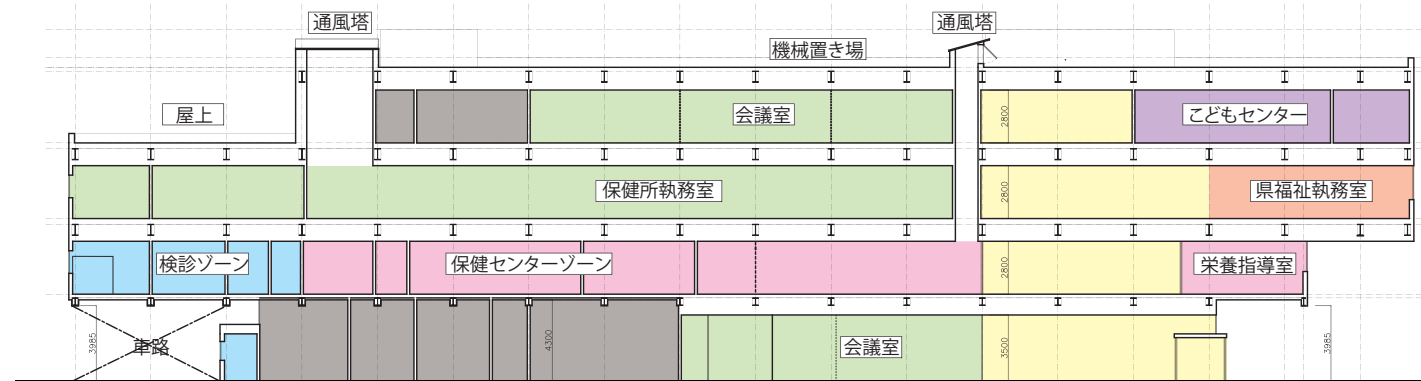 通風塔
通風塔
機械置き場
屋上
会議室
2800
こどもセンター
保健所執務室
2800
県福祉執務室
検診ゾーン
保健センターゾーン
2800
栄養指導室
3985
車路
4300
会議室
3500
3985